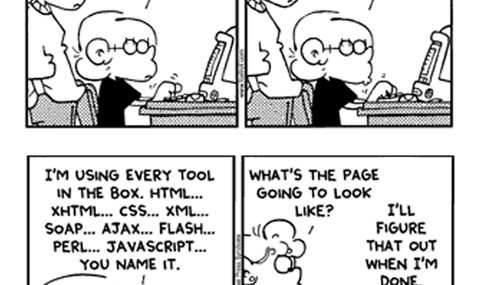 I'M USING EVERY TOOL
IN THE BOX. HTML...
XHTML... CSS... XML...
SOAP... AJAX... FLASH...
PERL... JAVASCRIPT...
YOU NAME IT.
WHAT'S THE PAGE
GOING TO LOOK
LIKE?
I'LL
FIGURE
THAT OUT
WHEN I'M
DONE.